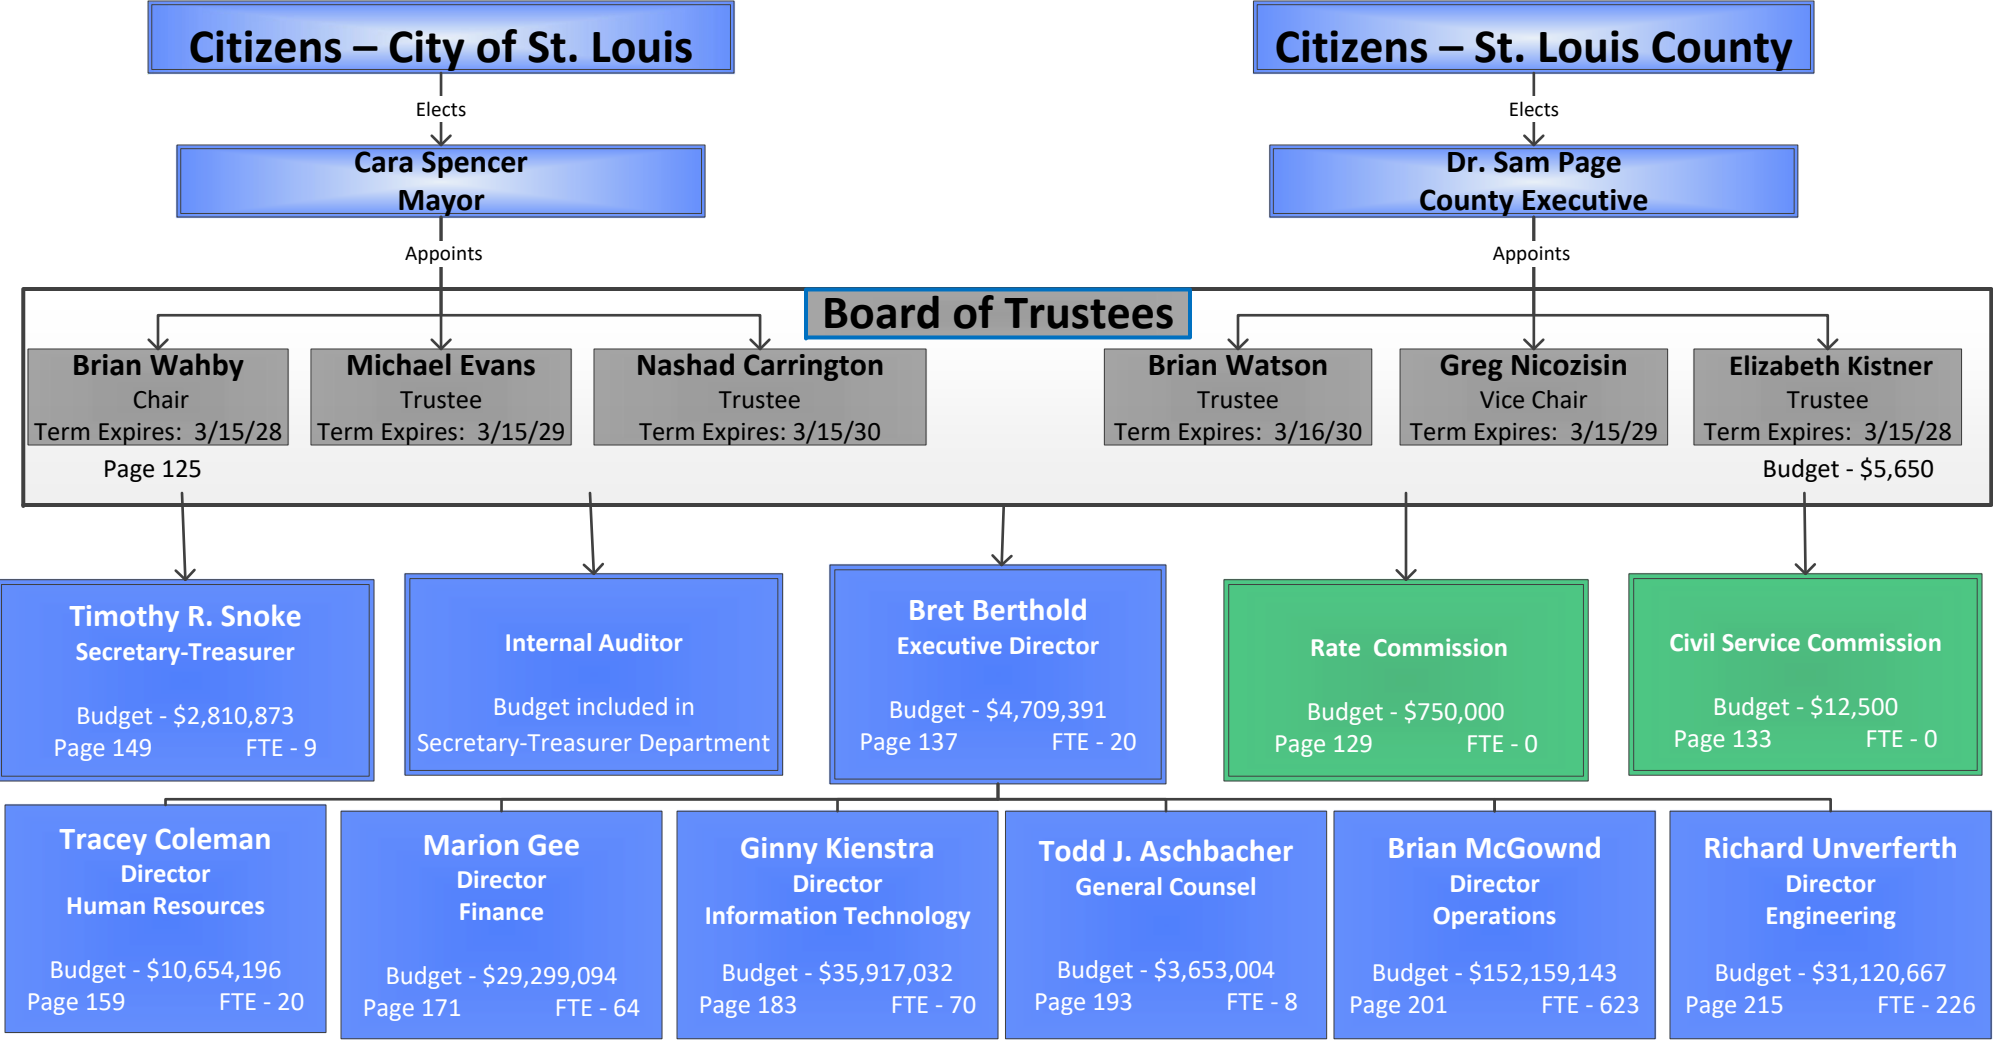 Citizens – City of St. Louis
Citizens – St. Louis County
Elects
Elects
Cara Spencer
Mayor
Dr. Sam Page
County Executive
Appoints
Appoints
Board of Trustees
Brian Wahby
Chair
Term Expires: 3/15/28
Michael Evans
Trustee
Term Expires: 3/15/29
Nashad Carrington
Trustee
Term Expires: 3/15/30
Brian Watson
Trustee
Term Expires: 3/16/30
Greg Nicozisin
Vice Chair
Term Expires: 3/15/29
Elizabeth Kistner
Trustee
Term Expires: 3/15/28
Page 125
Budget - $5,650
Timothy R. Snoke
Secretary-Treasurer
Budget - $2,810,873
Page 149 FTE - 9
Internal Auditor
Budget included in
Secretary-Treasurer Department
Bret Berthold
Executive Director
Budget - $4,709,391
Page 137 FTE - 20
Rate Commission
Budget - $750,000
Page 129 FTE - 0
Civil Service Commission
Budget - $12,500
Page 133 FTE - 0
Tracey Coleman
Director
Human Resources
Budget - $10,654,196
Page 159 FTE - 20
Marion Gee
Director
Finance
Budget - $29,299,094
Page 171 FTE - 64
Ginny Kienstra
Director
Information Technology
Budget - $35,917,032
Page 183 FTE - 70
Todd J. Aschbacher
General Counsel
Budget - $3,653,004
Page 193 FTE - 8
Brian McGownd
Director
Operations
Budget - $152,159,143
Page 201 FTE - 623
Richard Unverferth
Director
Engineering
Budget - $31,120,667
Page 215 FTE - 226